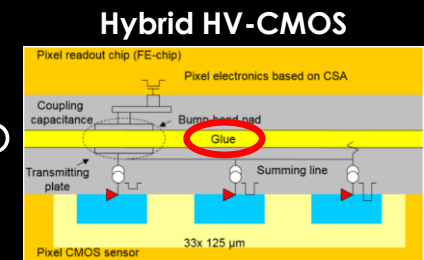 Hybrid HV-CMOS
Pixel readout chip (FE-chip)
Pixel electronics based on CSA
Coupling
capacitance
Bump-bond pad
Glue
Transmitting
plate
Summing line
33x 125 µm
Pixel CMOS sensor